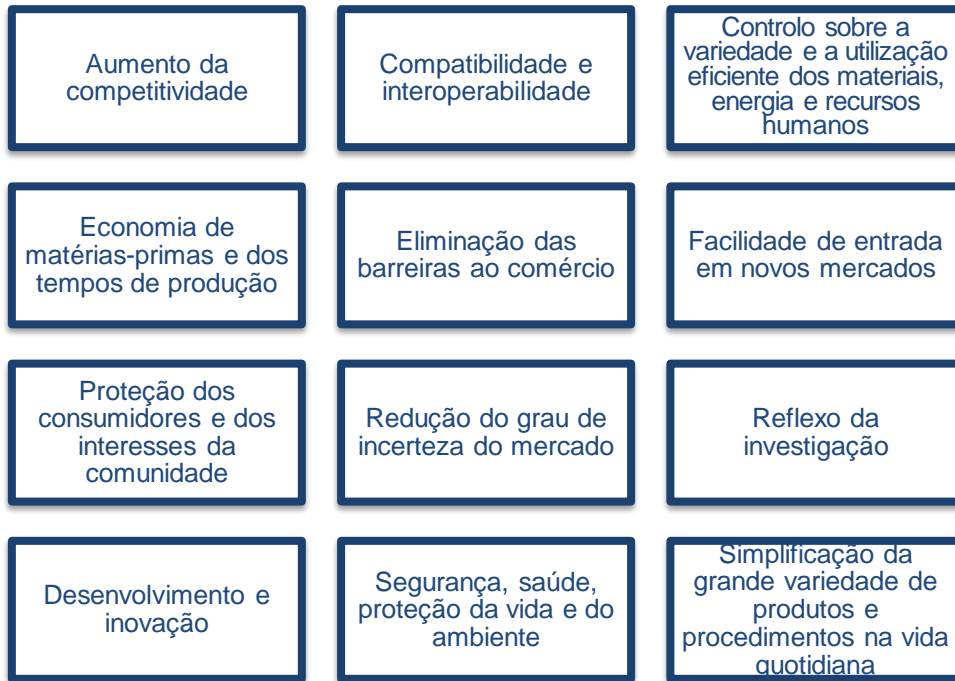 Aumento da
competitividade
Compatibilidade e
interoperabilidade
Controlo sobre a
variedade e a utilização
eficiente dos materiais,
energia e recursos
humanos
Economia de
matérias-primas e dos
tempos de produção
Eliminação das
barreiras ao comércio
Facilidade de entrada
em novos mercados
Proteção dos
consumidores e dos
interesses da
comunidade
Redução do grau de
incerteza do mercado
Reflexo da
investigação
Desenvolvimento e
inovação
Segurança, saúde,
proteção da vida e do
ambiente
Simplificação da
grande variedade de
produtos e
procedimentos na vida
quotidiana